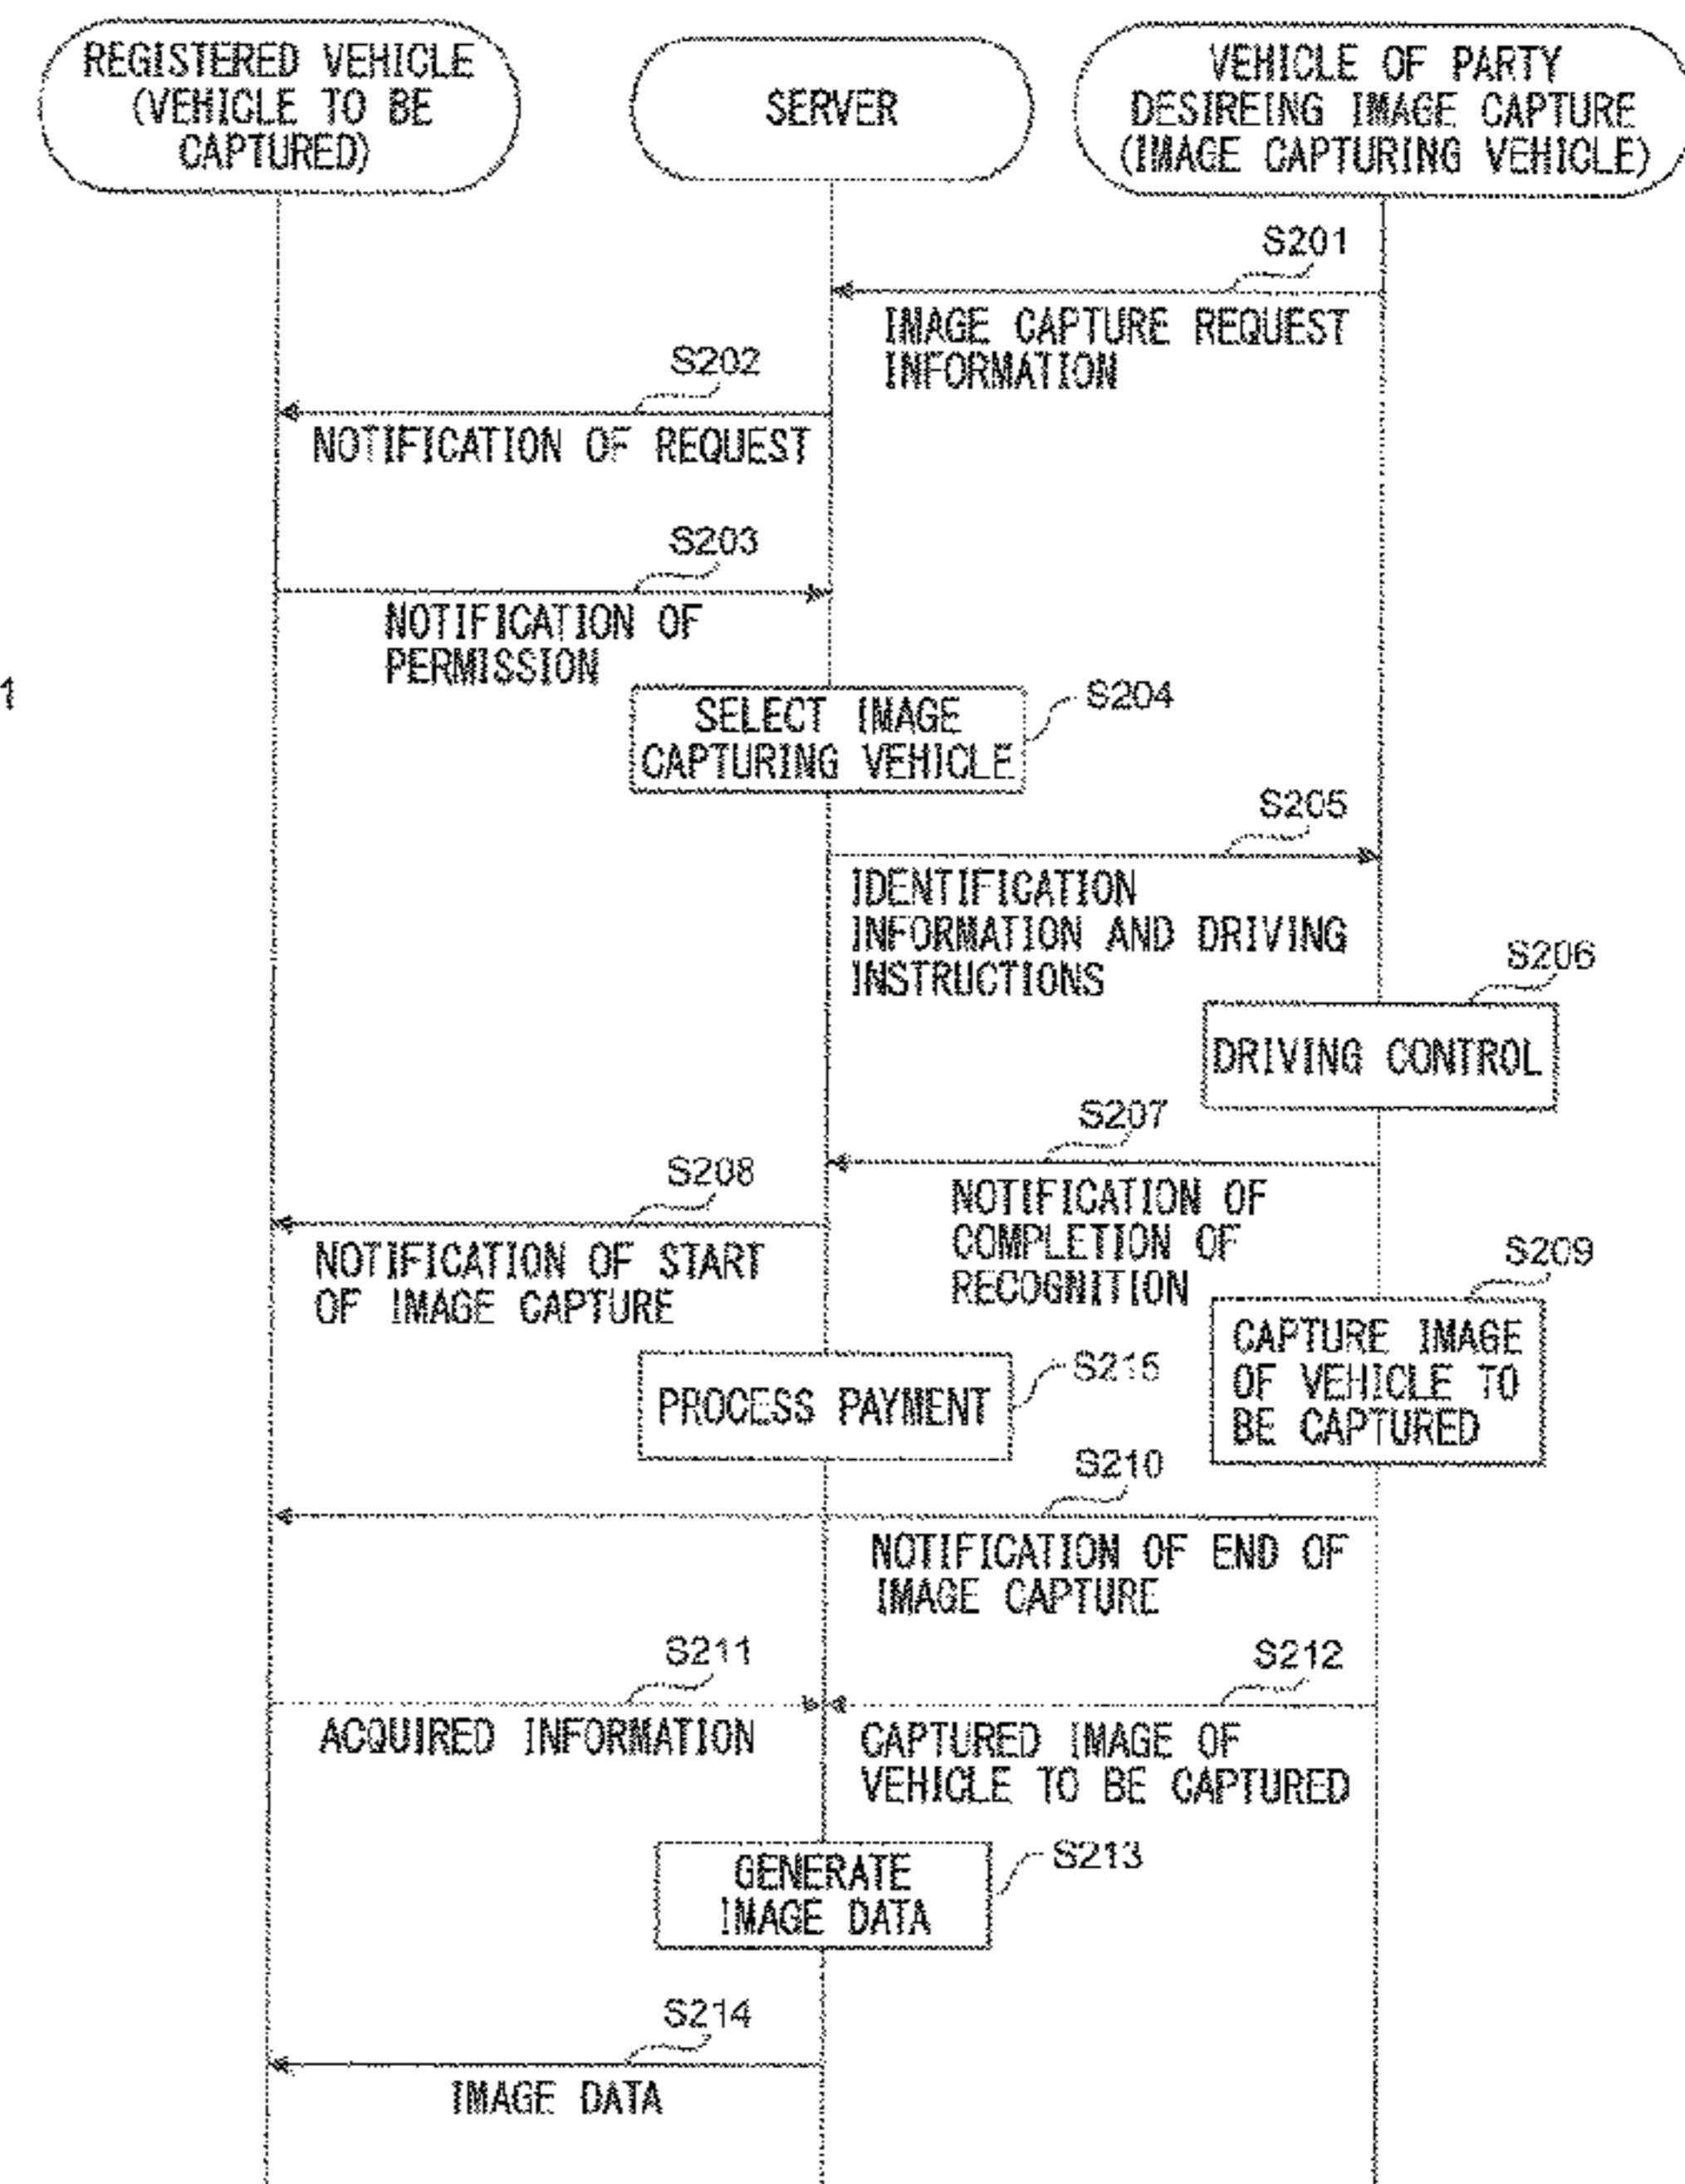 REGISTERED VEHICLE
(VEHICLE TO BE
CAPTURED)
SERVER
VEHICLE OF PARTY
DESIREING IMAGE CAPTURE
(IMAGE CAPTURING VEHICLE)
S201
IMAGE CAPTURE REQUEST
INFORMATION
S202
NOTIFICATION OF REQUEST
S203
NOTIFICATION OF
PERMISSION
1
SELECT IMAGE
CAPTURING VEHICLE
S204
S205
IDENTIFICATION
INFORMATION AND DRIVING
INSTRUCTIONS
S206
DRIVING CONTROL
S207
NOTIFICATION OF
COMPLETION OF
RECOGNITION
S208
NOTIFICATION OF START
OF IMAGE CAPTURE
S209
CAPTURE IMAGE
OF VEHICLE TO
BE CAPTURED
PROCESS PAYMENT
S215
S210
NOTIFICATION OF END OF
IMAGE CAPTURE
S211
ACQUIRED INFORMATION
S212
CAPTURED IMAGE OF
VEHICLE TO BE CAPTURED
GENERATE
IMAGE DATA
S213
S214
IMAGE DATA